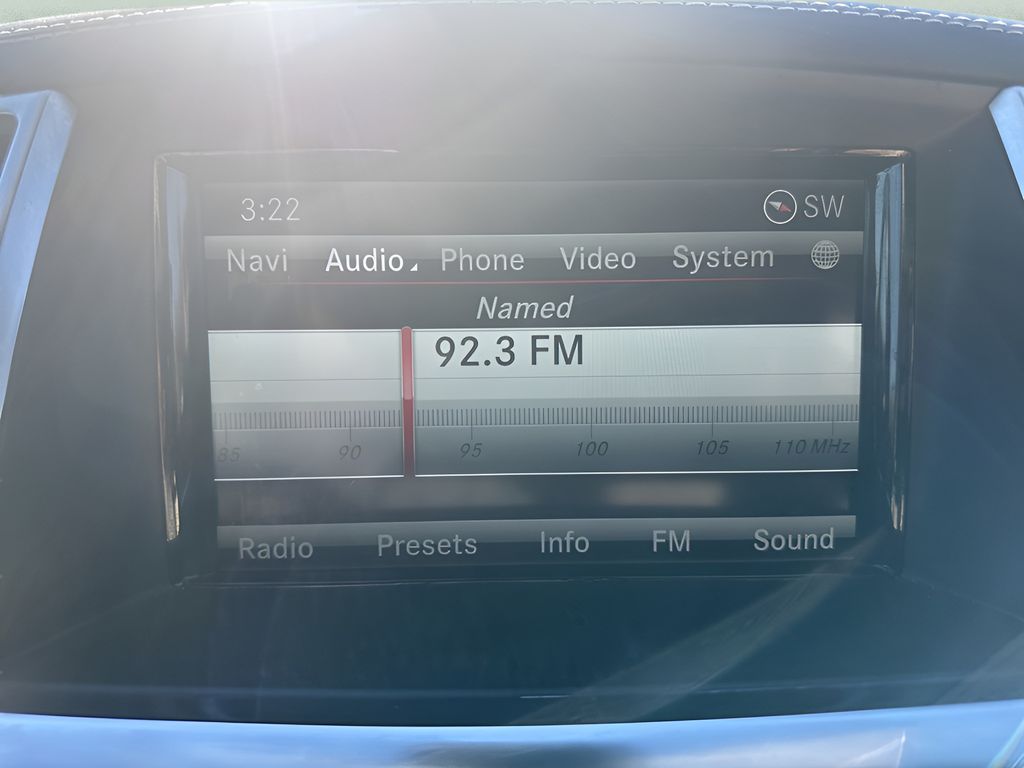 3:22 SW
Navi Audio Phone Video System
Named
92.3 FM
85 90 95 100 105 110 MHz
Radio Presets Info FM Sound